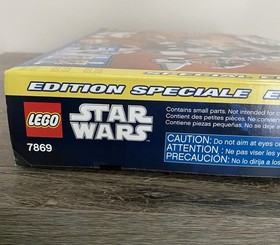 EDITION SPECIALE E
LEGO
STAR
WARS
7869
Contains small parts. Not intended for c
Contient des petites pièces. Ne convien
Contiene piezas pequeñas. No se deje
CAUTION: Do not aim at eyes o
ATTENTION : Ne pas viser les y
PRECAUCIÓN: No lo dirija a los